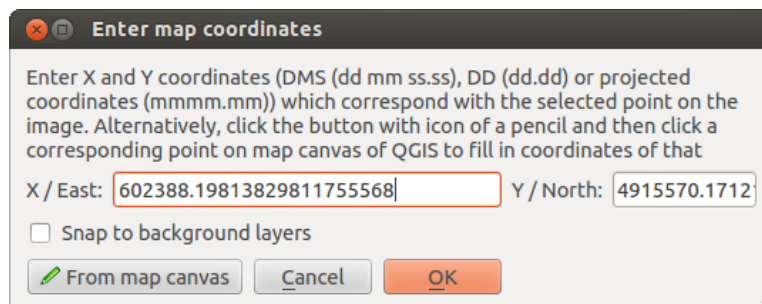 Enter map coordinates
Enter X and Y coordinates (DMS (dd mm ss.ss), DD (dd.dd) or projected
coordinates (mmmm.mm)) which correspond with the selected point on the
image. Alternatively, click the button with icon of a pencil and then click a
corresponding point on map canvas of QGIS to fill in coordinates of that
X / East: 602388.19813829811755568 Y / North: 4915570.1712
Snap to background layers
From map canvas Cancel OK